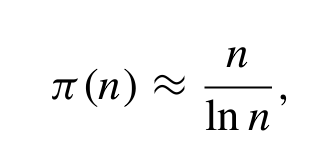 π(n) ≈ n / ln n,